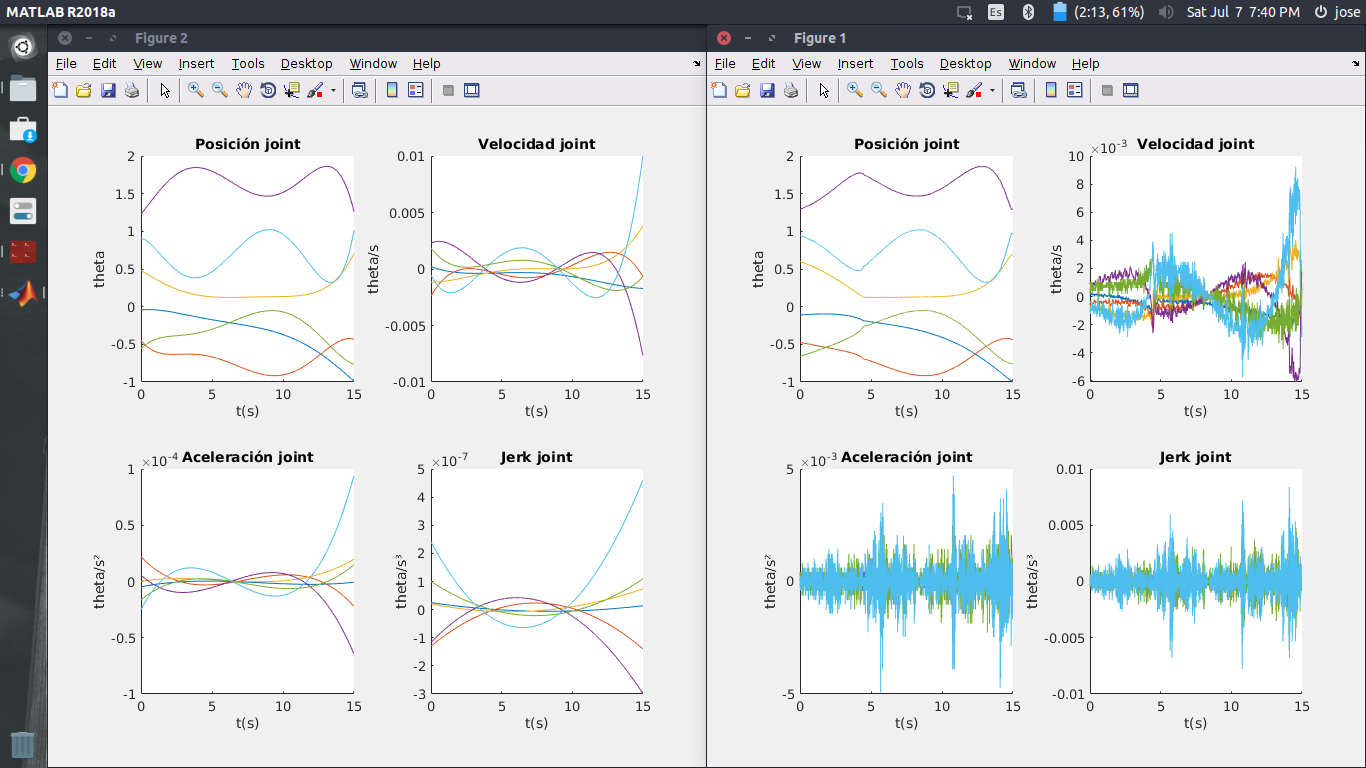 MATLAB R2018a
Es
(2:13, 61%)
Sat Jul 7 7:40 PM
jose
Figure 2
File Edit View Insert Tools Desktop Window Help
Posición joint
2
1.5
1
0.5
0
-0.5
-1
theta
0 5 10 15
t(s)
Velocidad joint
0.01
0.005
0
-0.005
-0.01
theta/s
0 5 10 15
t(s)
×10⁻⁴ Aceleración joint
1
0.5
0
-0.5
-1
theta/s²
0 5 10 15
t(s)
×10⁻⁷ Jerk joint
5
4
3
2
1
0
-1
-2
-3
theta/s³
0 5 10 15
t(s)
Figure 1
File Edit View Insert Tools Desktop Window Help
Posición joint
2
1.5
1
0.5
0
-0.5
-1
theta
0 5 10 15
t(s)
×10⁻³ Velocidad joint
10
8
6
4
2
0
-2
-4
-6
theta/s
0 5 10 15
t(s)
×10⁻³ Aceleración joint
5
0
-5
theta/s²
0 5 10 15
t(s)
Jerk joint
0.01
0.005
0
-0.005
-0.01
theta/s³
0 5 10 15
t(s)